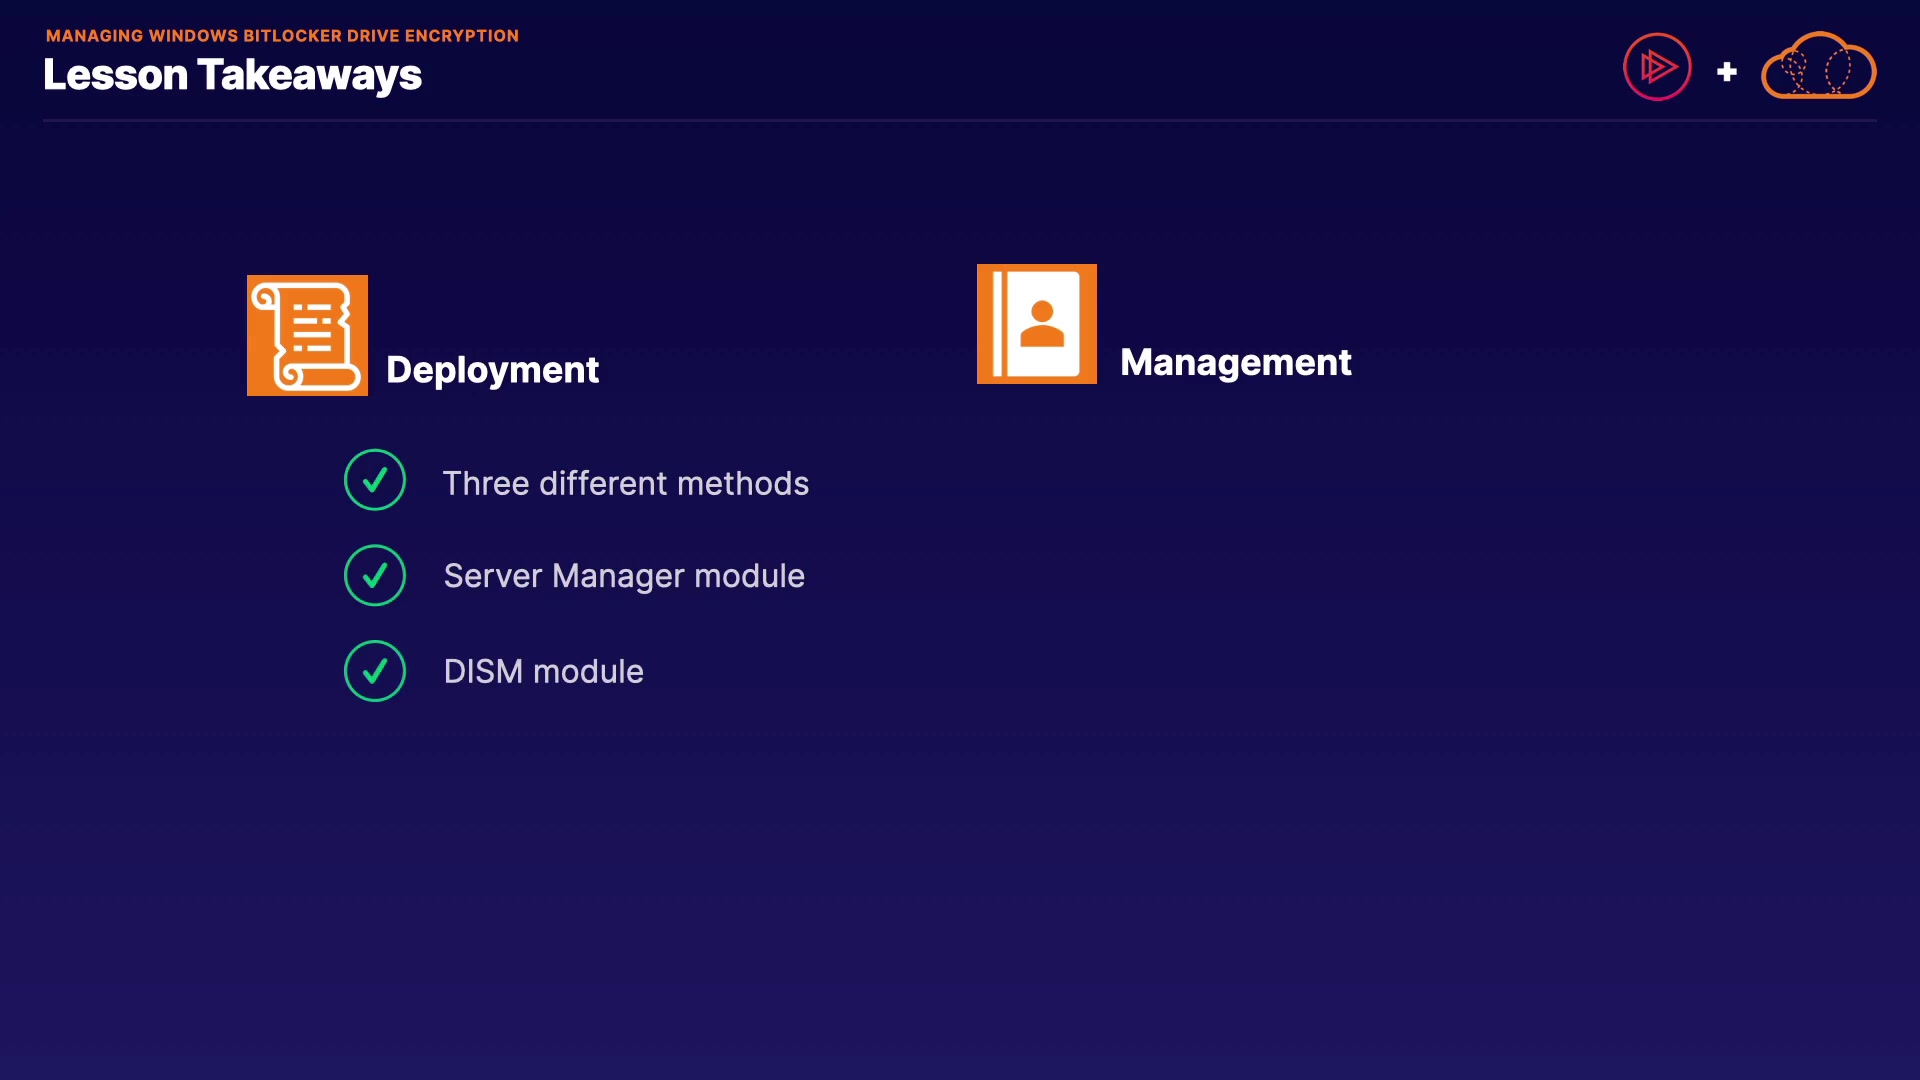 MANAGING WINDOWS BITLOCKER DRIVE ENCRYPTION
Lesson Takeaways
+
Deployment
Three different methods
Server Manager module
DISM module
Management